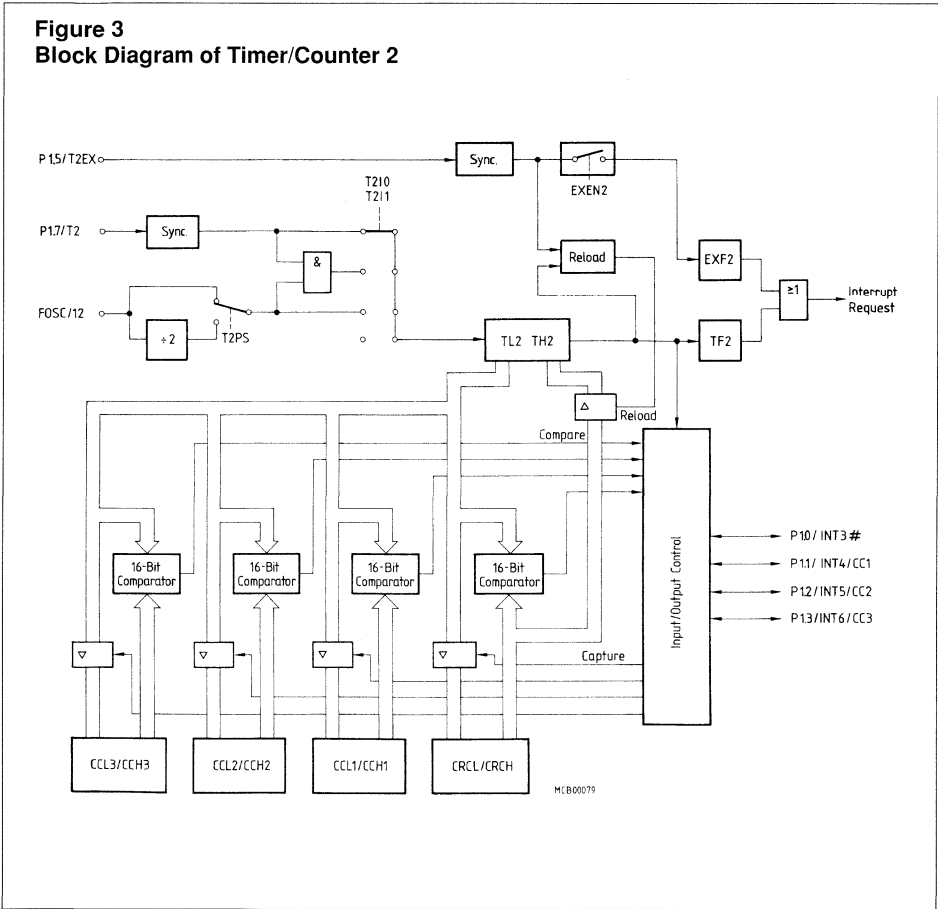 Figure 3
Block Diagram of Timer/Counter 2
P1.5/T2EX
Sync.
EXEN2
T2I0
T2I1
P1.7/T2
Sync.
&
Reload
EXF2
≥1
Interrupt
Request
FOSC/12
÷2
T2PS
TL2 TH2
TF2
Reload
Compare
16-Bit
Comparator
16-Bit
Comparator
16-Bit
Comparator
16-Bit
Comparator
Input/Output Control
P1.0/INT3#
P1.1/INT4/CC1
P1.2/INT5/CC2
P1.3/INT6/CC3
Capture
CCL3/CCH3
CCL2/CCH2
CCL1/CCH1
CRCL/CRCH
MCB00079